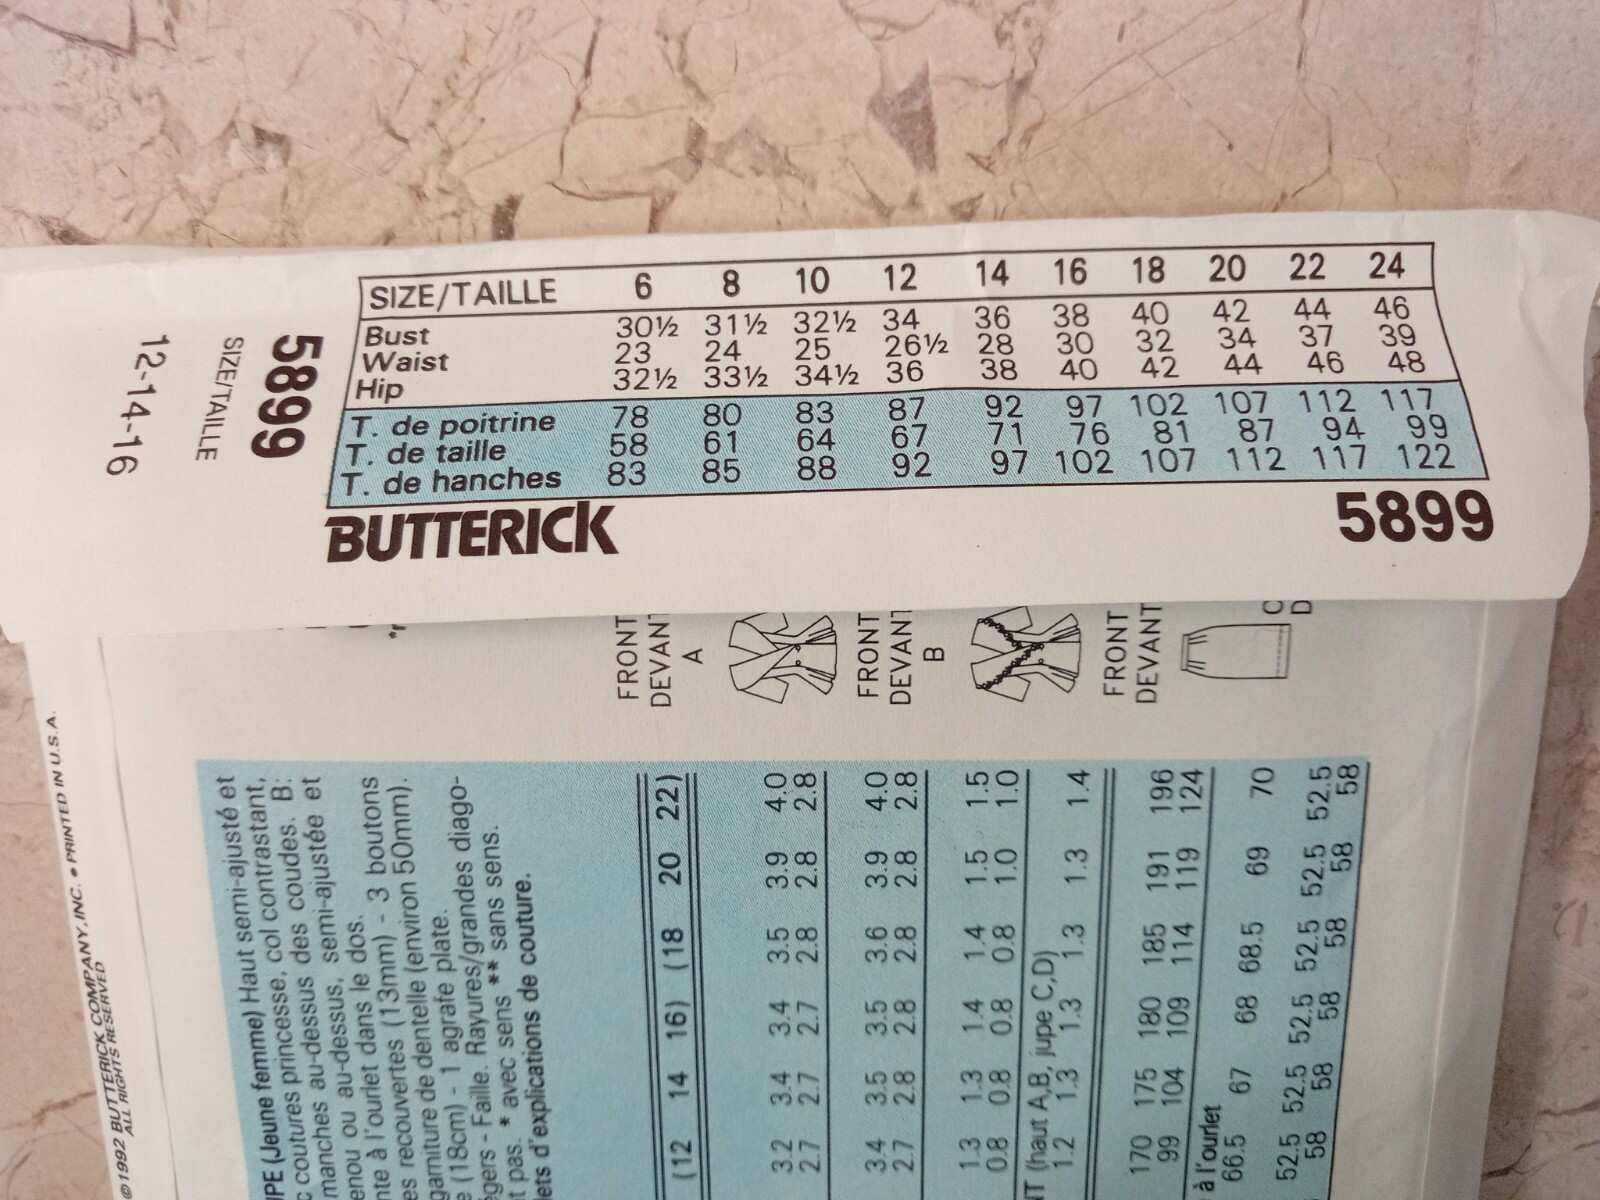 SIZE/TAILLE 6 8 10 12 14 16 18 20 22 24
Bust 30½ 31½ 32½ 34 36 38 40 42 44 46
Waist 23 24 25 26½ 28 30 32 34 37 39
Hip 32½ 33½ 34½ 36 38 40 42 44 46 48
T. de poitrine 78 80 83 87 92 97 102 107 112 117
T. de taille 58 61 64 67 71 76 81 87 94 99
T. de hanches 83 85 88 92 97 102 107 112 117 122
BUTTERICK 5899
5899
SIZE/TAILLE
12-14-16
FRONT
DEVANT
A
FRONT
DEVANT
B
FRONT
DEVANT
C
D
©1992 BUTTERICK COMPANY, INC. • PRINTED IN U.S.A.
ALL RIGHTS RESERVED
UPE (Jeune femme) Haut semi-ajusté et
c coutures princesse, col contrastant,
manches au-dessus des coudes. B:
enou ou au-dessus, semi-ajustée et
nte à l'ourlet dans le dos.
es recouvertes (13mm) - 3 boutons
garniture de dentelle (environ 50mm).
e (18cm) - 1 agrafe plate.
égers - Faille. Rayures/grandes diago-
t pas. * avec sens ** sans sens.
lets d'explications de couture.
(12 14 16) (18 20 22)
3.2 3.4 3.4 3.5 3.9 4.0
2.7 2.7 2.7 2.8 2.8 2.8
3.4 3.5 3.5 3.6 3.9 4.0
2.7 2.8 2.8 2.8 2.8 2.8
1.3 1.3 1.4 1.4 1.5 1.5
0.8 0.8 0.8 0.8 1.0 1.0
NT (haut A,B, jupe C,D)
1.2 1.3 1.3 1.3 1.3 1.4
170 175 180 185 191 196
99 104 109 114 119 124
à l'ourlet
66.5 67 68 68.5 69 70
52.5 52.5 52.5 52.5 52.5 52.5
58 58 58 58 58 58